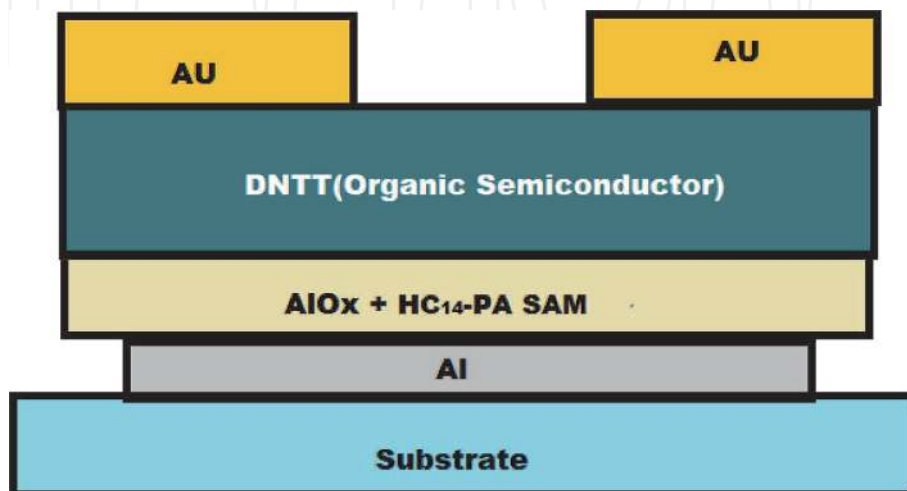 AU
AU
DNTT(Organic Semiconductor)
AlOx + HC₁₄-PA SAM
Al
Substrate